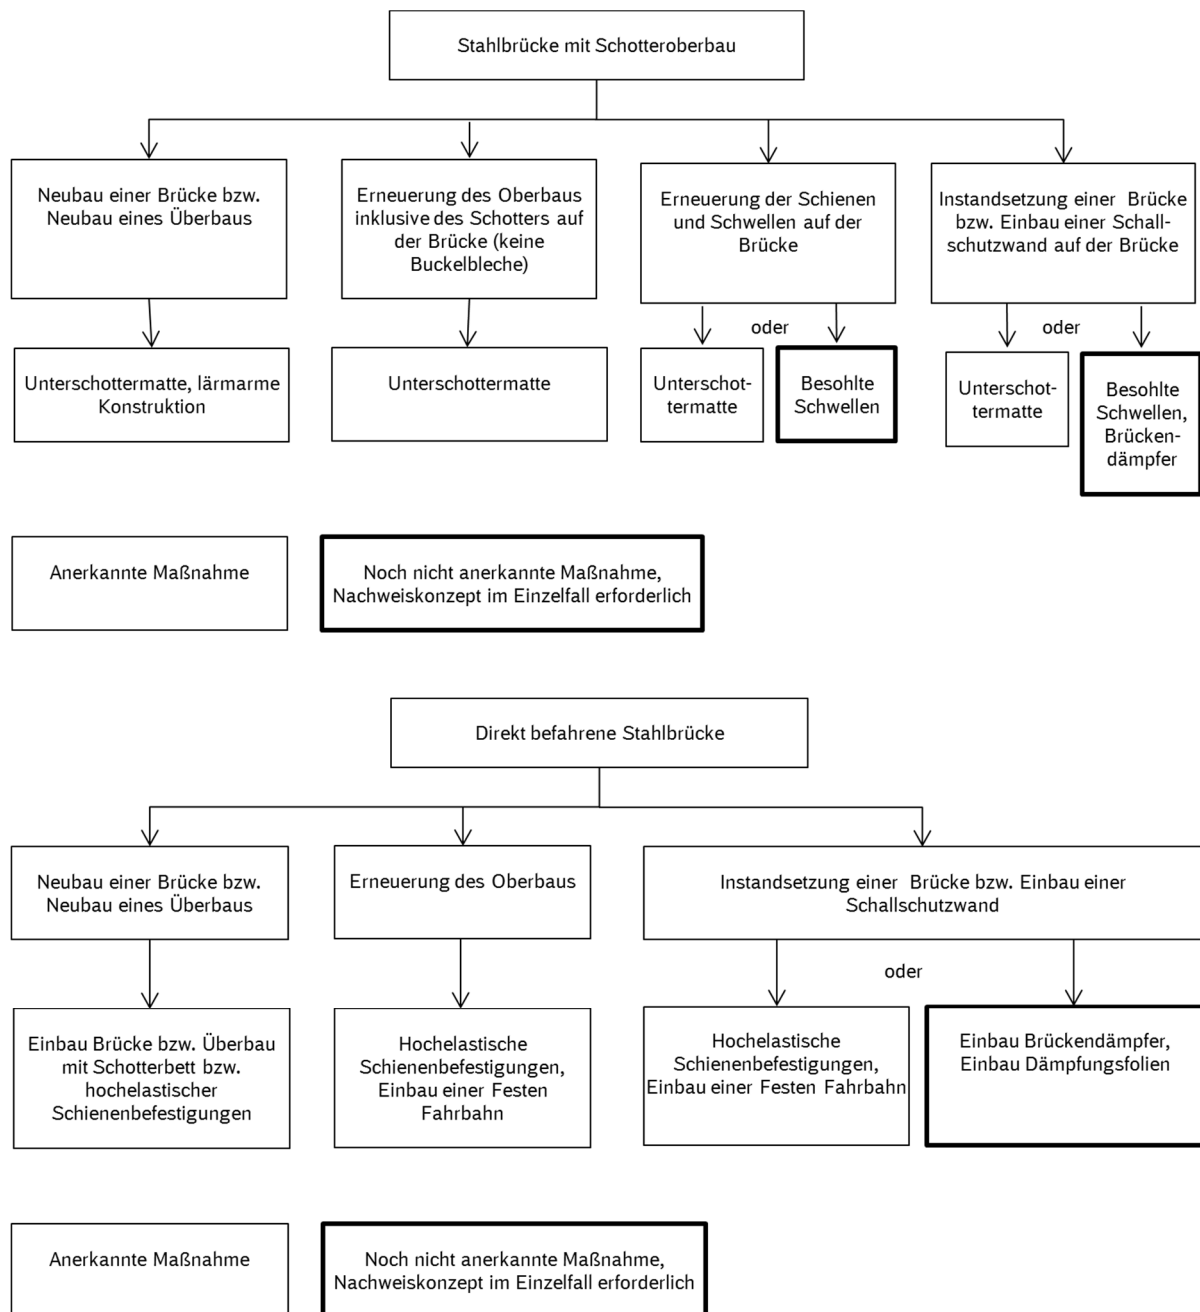 Stahlbrücke mit Schotteroberbau
Neubau einer Brücke bzw.
Neubau eines Überbaus
Erneuerung des Oberbaus
inklusive des Schotters auf
der Brücke (keine
Buckelbleche)
Erneuerung der Schienen
und Schwellen auf der
Brücke
Instandsetzung einer Brücke
bzw. Einbau einer Schall-
schutzwand auf der Brücke
oder
oder
Unterschottermatte, lärmarme
Konstruktion
Unterschottermatte
Unterschot-
termatte
Besohlte
Schwellen
Unterschot-
termatte
Besohlte
Schwellen,
Brücken-
dämpfer
Anerkannte Maßnahme
Noch nicht anerkannte Maßnahme,
Nachweiskonzept im Einzelfall erforderlich
Direkt befahrene Stahlbrücke
Neubau einer Brücke bzw.
Neubau eines Überbaus
Erneuerung des Oberbaus
Instandsetzung einer Brücke bzw. Einbau einer
Schallschutzwand
oder
Einbau Brücke bzw. Überbau
mit Schotterbett bzw.
hochelastischer
Schienenbefestigungen
Hochelastische
Schienenbefestigungen,
Einbau einer Festen
Fahrbahn
Hochelastische
Schienenbefestigungen,
Einbau einer Festen Fahrbahn
Einbau Brückendämpfer,
Einbau Dämpfungsfolien
Anerkannte Maßnahme
Noch nicht anerkannte Maßnahme,
Nachweiskonzept im Einzelfall erforderlich